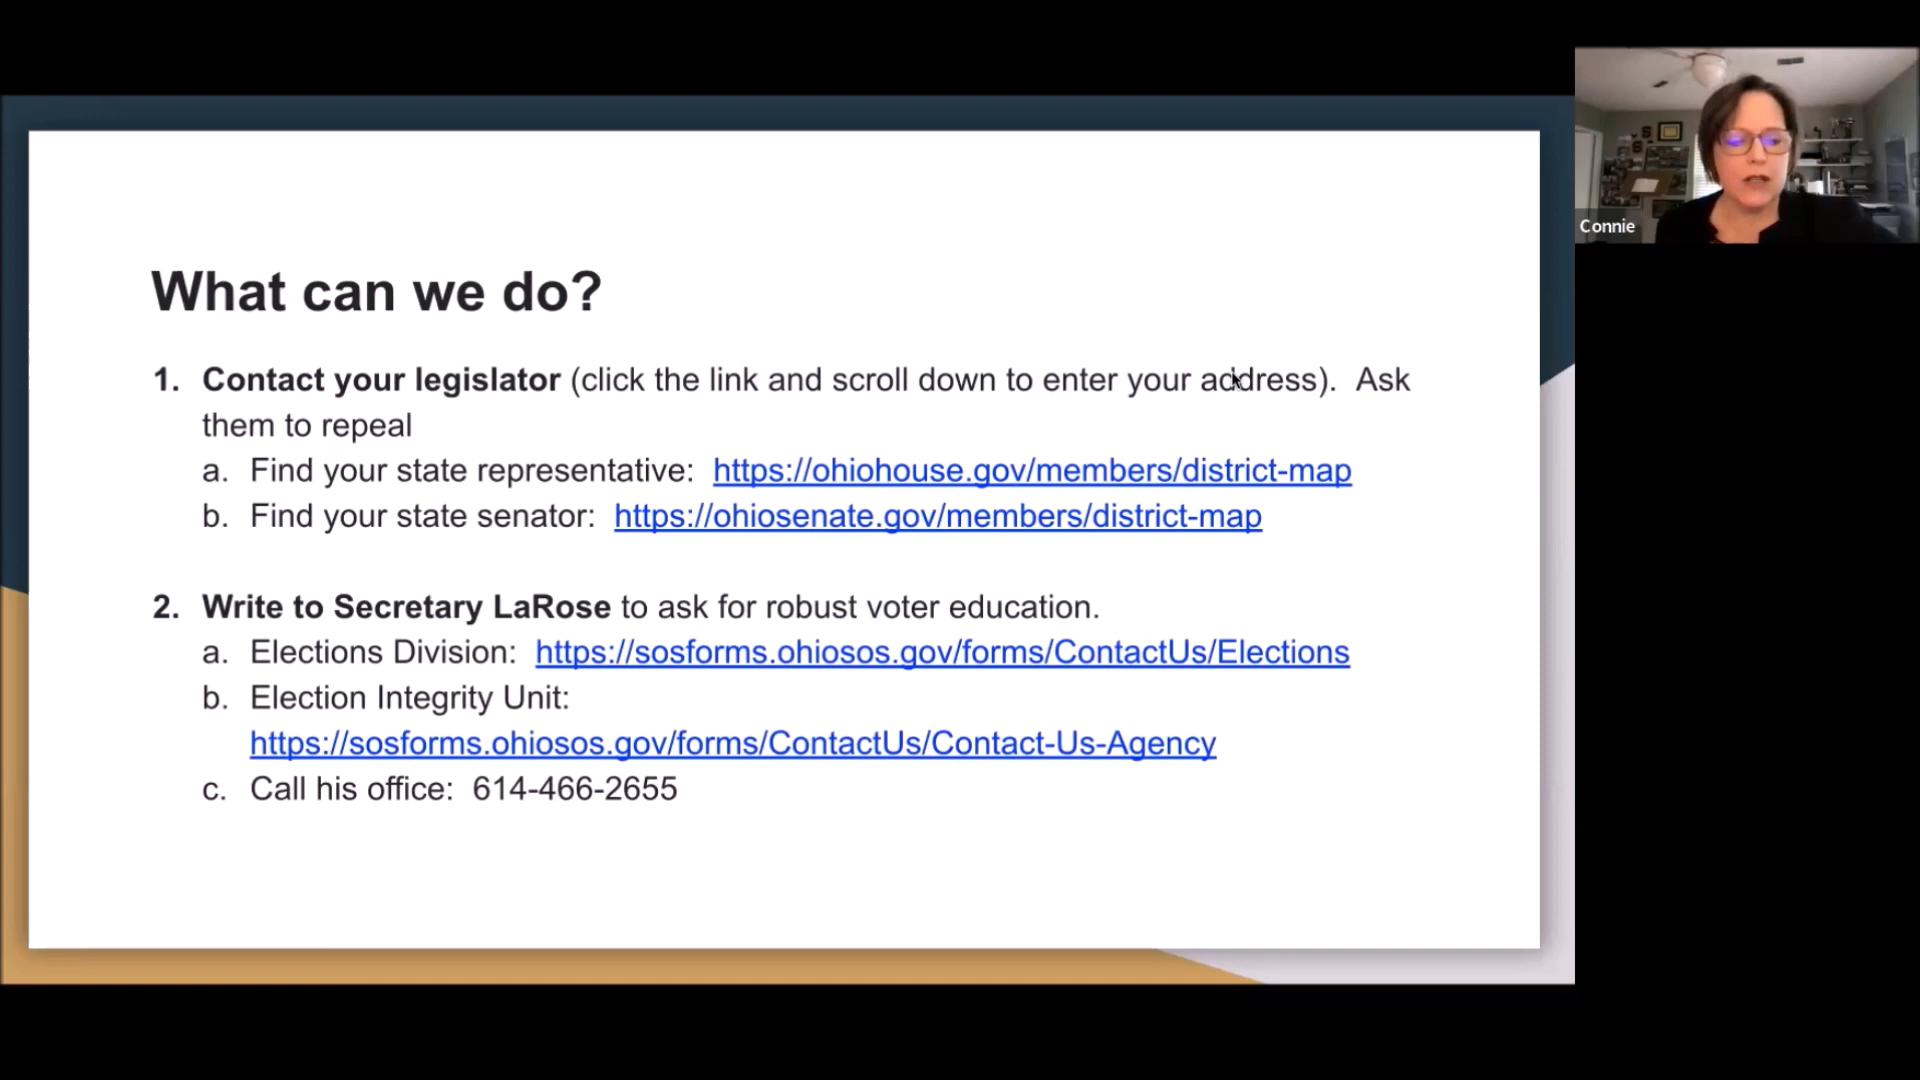 What can we do?
1. Contact your legislator (click the link and scroll down to enter your address).  Ask
them to repeal
a. Find your state representative:  https://ohiohouse.gov/members/district-map
b. Find your state senator:  https://ohiosenate.gov/members/district-map
2. Write to Secretary LaRose to ask for robust voter education.
a. Elections Division:  https://sosforms.ohiosos.gov/forms/ContactUs/Elections
b. Election Integrity Unit:
https://sosforms.ohiosos.gov/forms/ContactUs/Contact-Us-Agency
c. Call his office:  614-466-2655
Connie